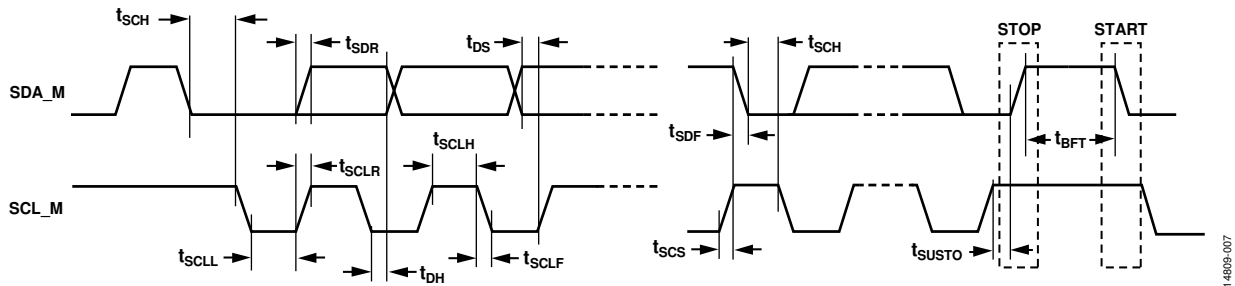 tSCH
tSDR
tDS
tSCH
STOP
START
SDA_M
tSDF
tBFT
tSCLR
tSCLH
SCL_M
tSCLL
tDH
tSCLF
tSCS
tSUSTO
14809-007